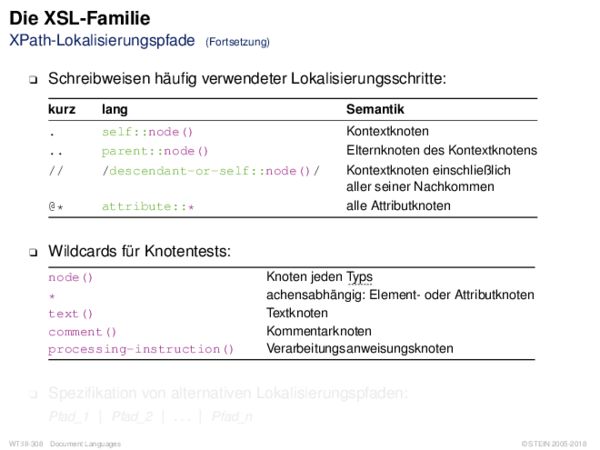 Die XSL-Familie
XPath-Lokalisierungspfade (Fortsetzung)
❑ Schreibweisen häufig verwendeter Lokalisierungsschritte:
kurz lang Semantik
. self::node() Kontextknoten
.. parent::node() Elternknoten des Kontextknotens
// /descendant-or-self::node()/ Kontextknoten einschließlich
aller seiner Nachkommen
@* attribute::* alle Attributknoten
❑ Wildcards für Knotentests:
node() Knoten jeden Typs
* achensabhängig: Element- oder Attributknoten
text() Textknoten
comment() Kommentarknoten
processing-instruction() Verarbeitungsanweisungsknoten
❑ Spezifikation von alternativen Lokalisierungspfaden:
Pfad_1 | Pfad_2 | ... | Pfad_n
WT:III-308 Document Languages © STEIN 2005-2018